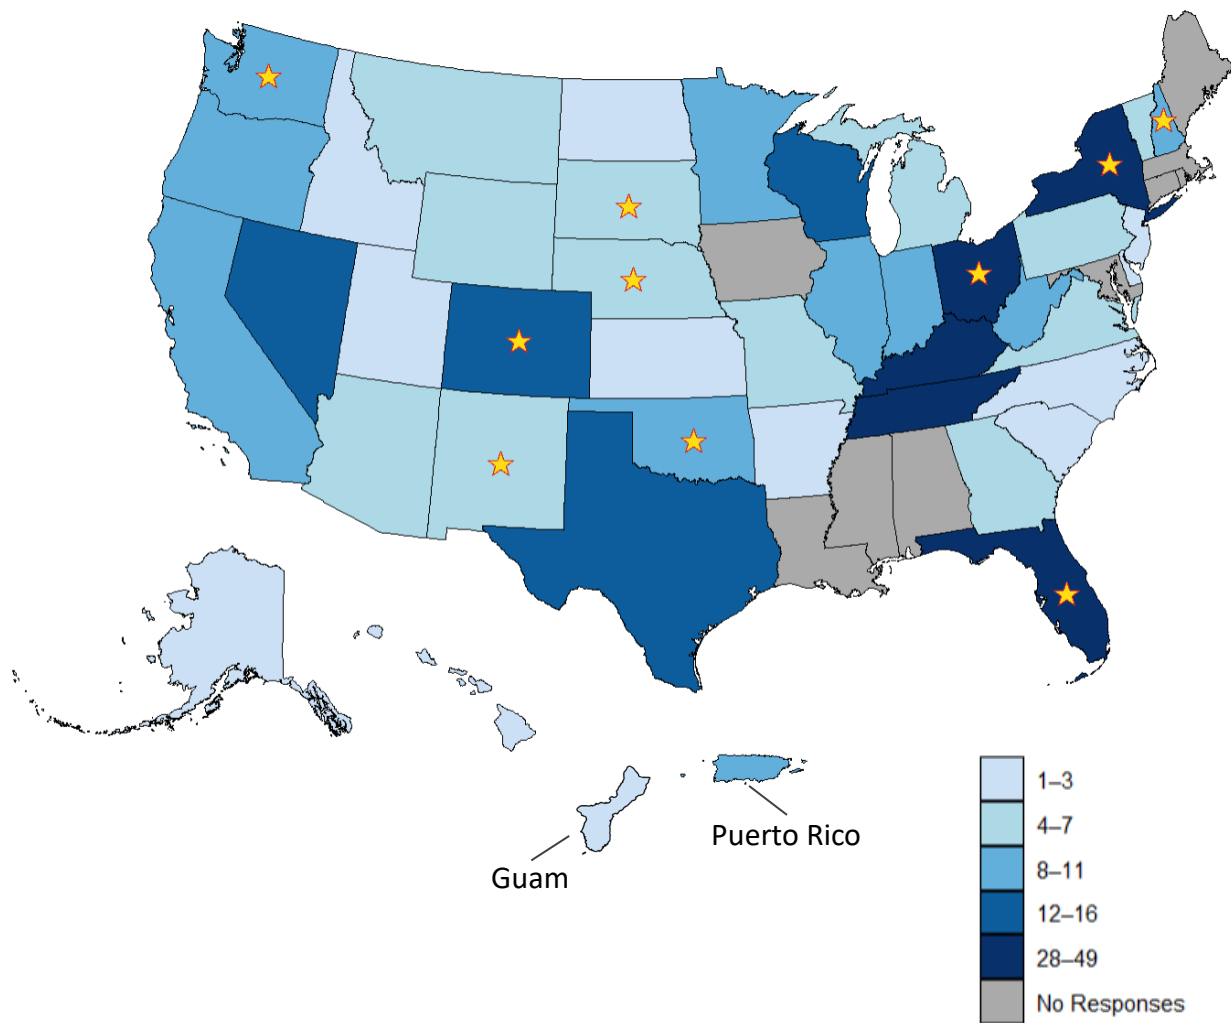 Puerto Rico
Guam
1–3
4–7
8–11
12–16
28–49
No Responses